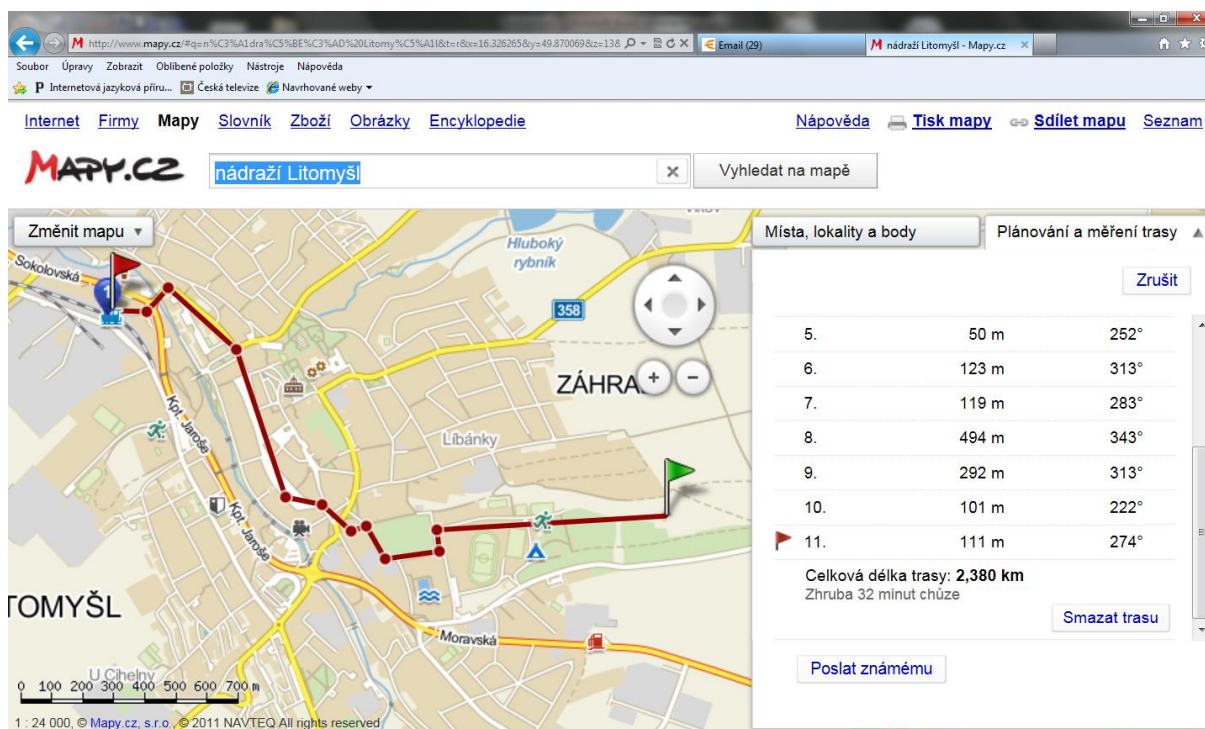 http://www.mapy.cz/#q=n%C3%A1dra%C5%BE%C3%AD%20Litomy%C5%A1l&t=r&x=16.326265&y=49.870069&z=138
Email (29)
nádraží Litomyšl - Mapy.cz
Soubor Úpravy Zobrazit Oblíbené položky Nástroje Nápověda
Internetová jazyková příru... Česká televize Navrhované weby
Internet Firmy Mapy Slovník Zboží Obrázky Encyklopedie Nápověda Tisk mapy Sdílet mapu Seznam
MAPY.CZ nádraží Litomyšl Vyhledat na mapě
Změnit mapu
Místa, lokality a body Plánování a měření trasy
Zrušit
Hluboký
rybník
Sokolovská
1
358
ZÁHRA
Líbánky
Kpt. Jaroše
Kpt. Jaroše
TOMYŠL
Moravská
U Cihelny
0 100 200 300 400 500 600 700 m
1 : 24 000, © Mapy.cz, s.r.o., © 2011 NAVTEQ All rights reserved
5. 50 m 252°
6. 123 m 313°
7. 119 m 283°
8. 494 m 343°
9. 292 m 313°
10. 101 m 222°
11. 111 m 274°
Celková délka trasy: 2,380 km
Zhruba 32 minut chůze
Smazat trasu
Poslat známému